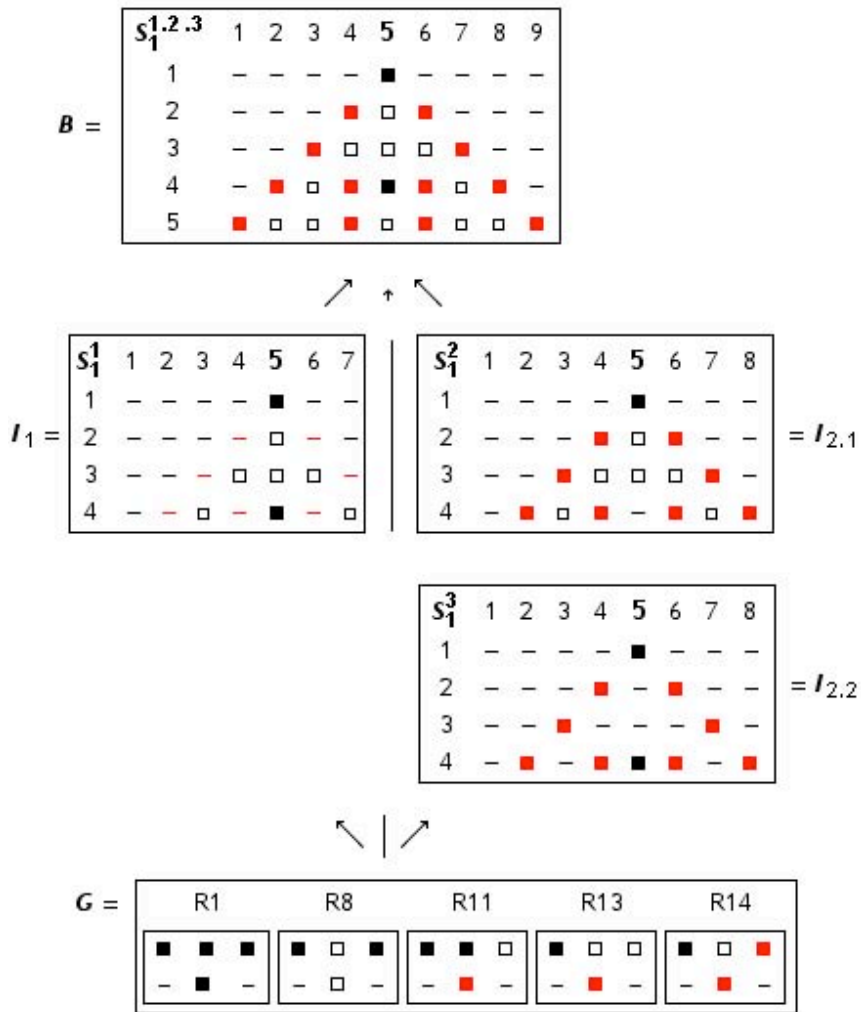 S₁^1.2.3 1 2 3 4 5 6 7 8 9
1
2
B =
3
4
5
S₁^1 1 2 3 4 5 6 7
1
I₁ = 2
3
4
S₁^2 1 2 3 4 5 6 7 8
1
2 = I₂.₁
3
4
S₁^3 1 2 3 4 5 6 7 8
1
2 = I₂.₂
3
4
G = R1 R8 R11 R13 R14